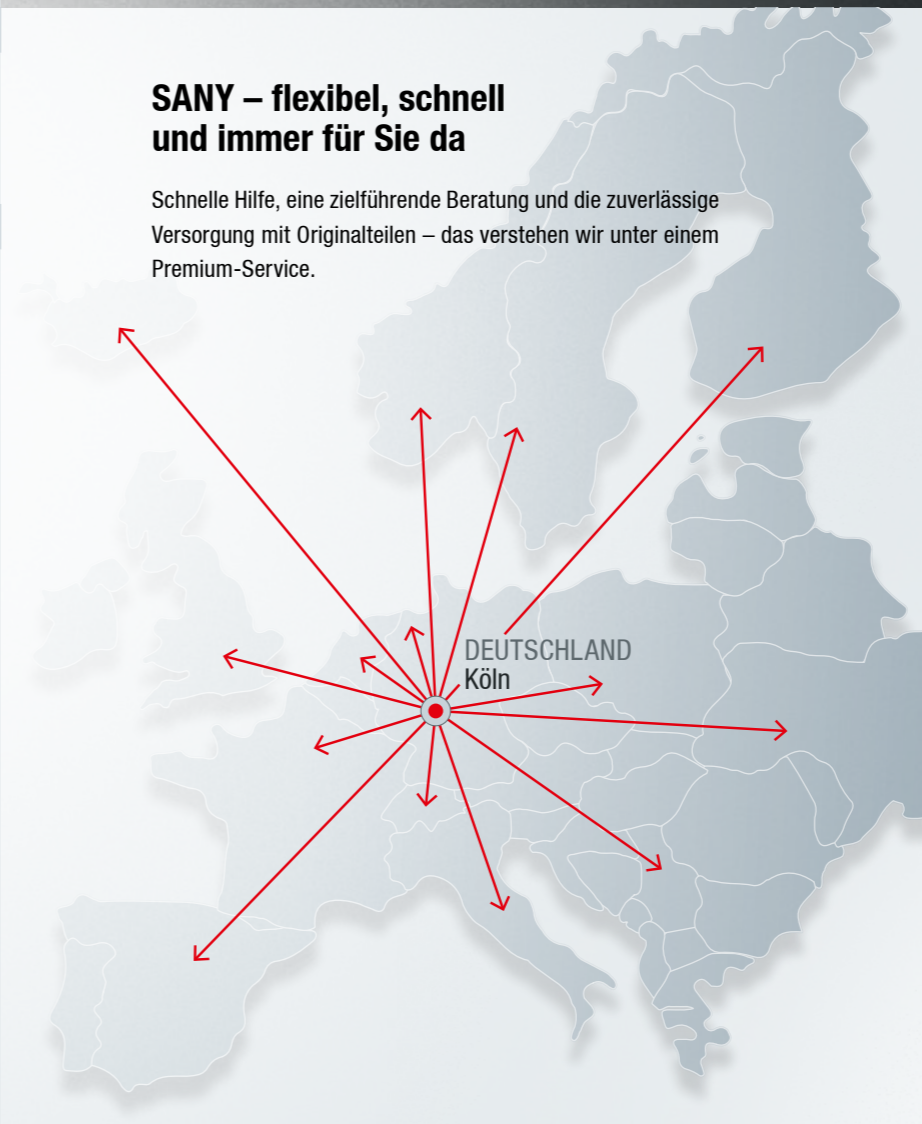 SANY – flexibel, schnell
und immer für Sie da
Schnelle Hilfe, eine zielführende Beratung und die zuverlässige
Versorgung mit Originalteilen – das verstehen wir unter einem
Premium-Service.
DEUTSCHLAND
Köln